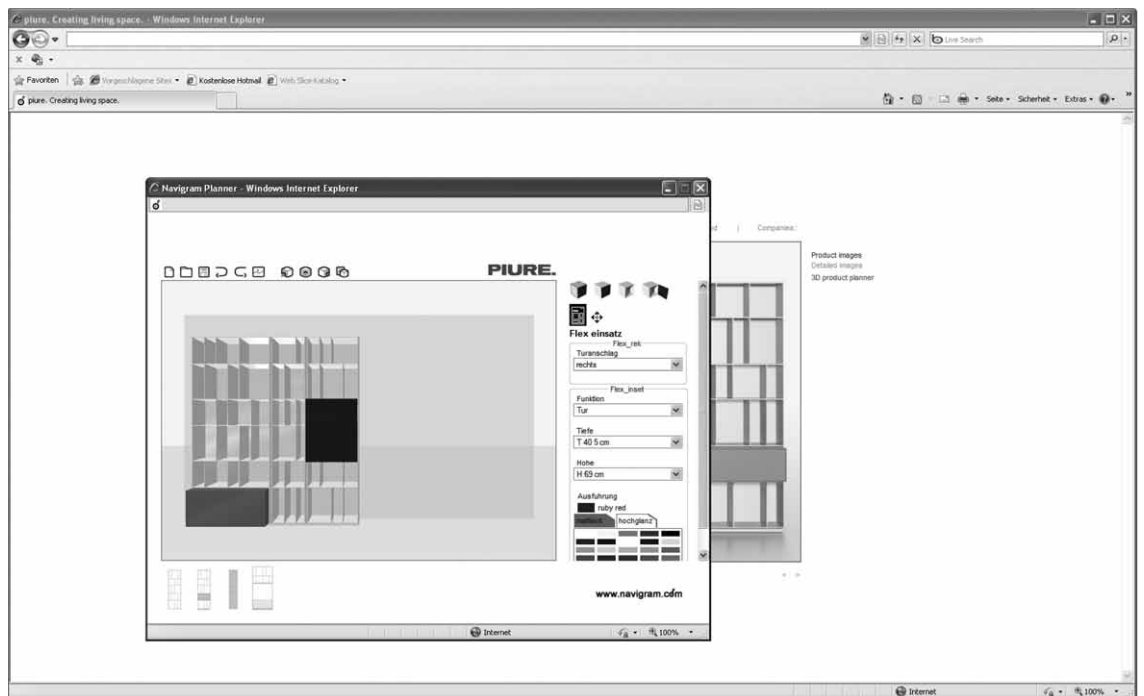 piure. Creating living space. - Windows Internet Explorer
Live Search
Favoriten Vorgeschlagene Sites Kostenlose Hotmail Web Slice-Katalog
piure. Creating living space.
Seite Sicherheit Extras
Navigram Planner - Windows Internet Explorer
| Companies:
Product images
Detailed images
3D product planner
PIURE.
Flex einsatz
Flex_rek
Turanschlag
rechts
Flex_inset
Funktion
Tur
Tiefe
T 40 5 cm
Hohe
H 69 cm
Ausfuhrung
ruby red
hochglanz
www.navigram.com
Internet 100%
Internet 100%